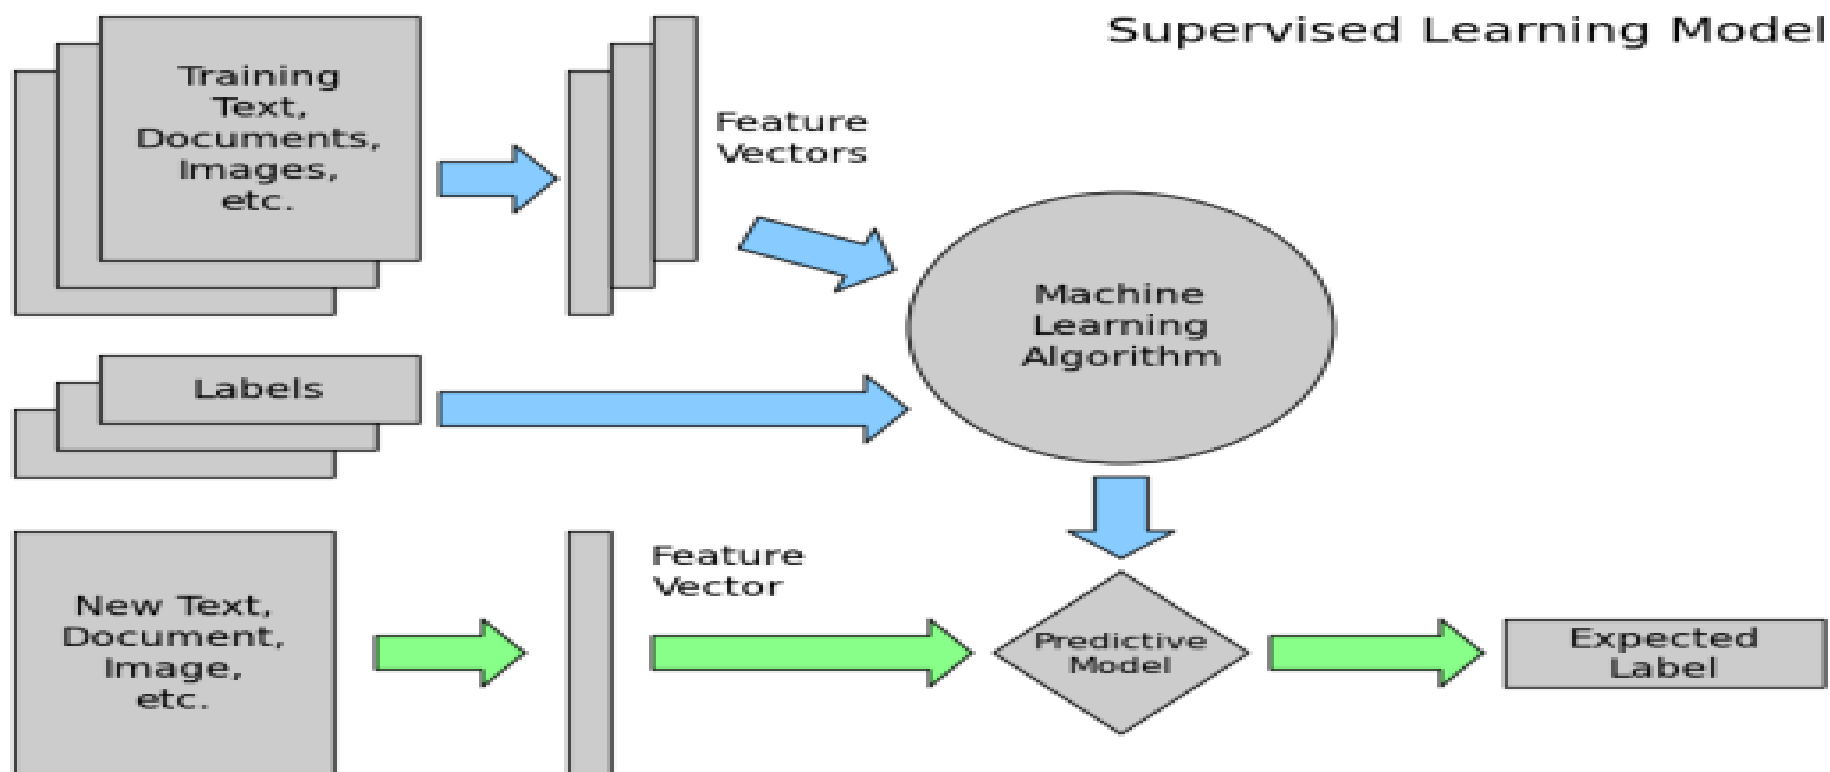 Supervised Learning Model
Training
Text,
Documents,
Images,
etc.
Feature
Vectors
Machine
Learning
Algorithm
Labels
New Text,
Document,
Image,
etc.
Feature
Vector
Predictive
Model
Expected
Label